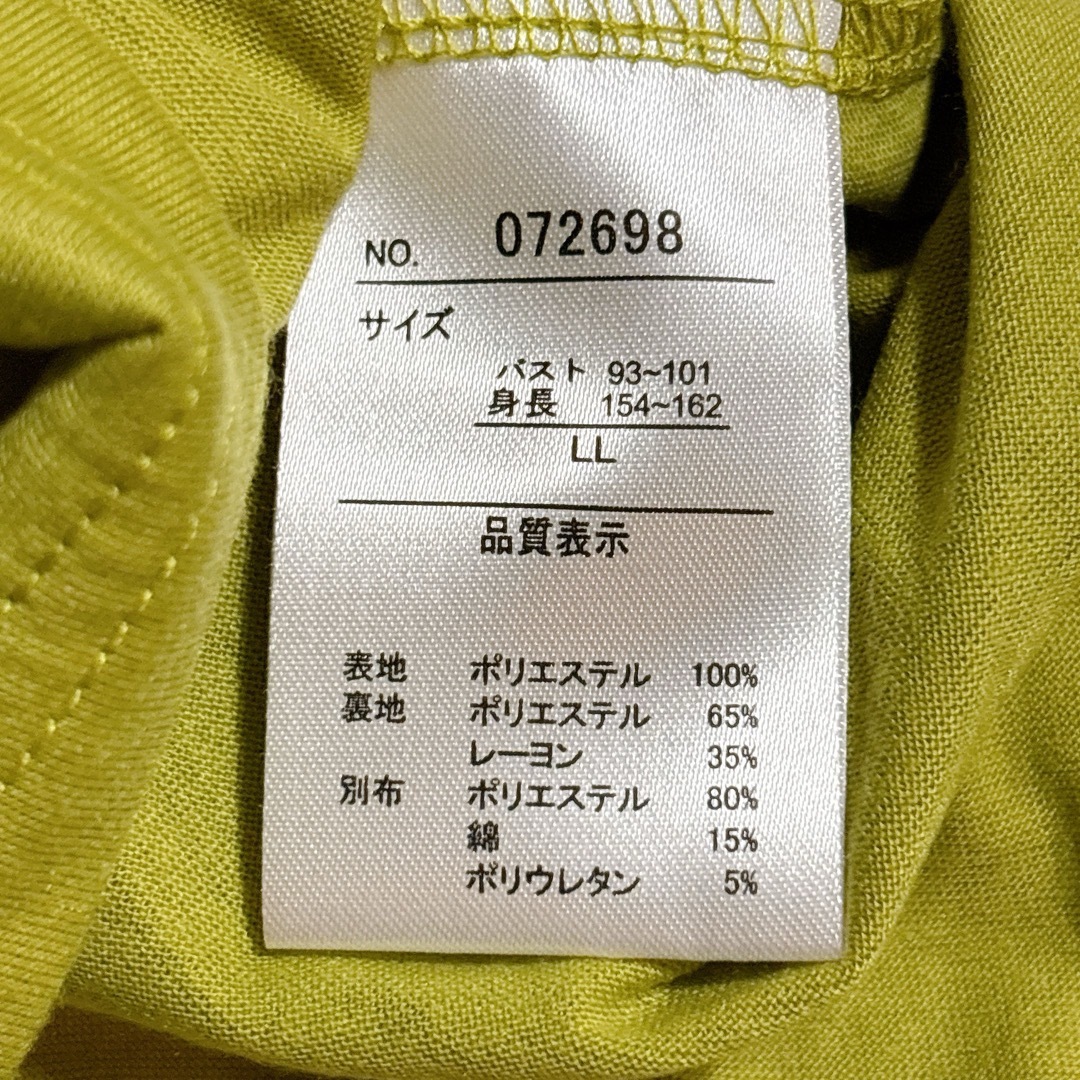 NO. 072698
サイズ
バスト 93~101
身長 154~162
LL
品質表示
表地 ポリエステル 100%
裏地 ポリエステル 65%
レーヨン 35%
別布 ポリエステル 80%
綿 15%
ポリウレタン 5%